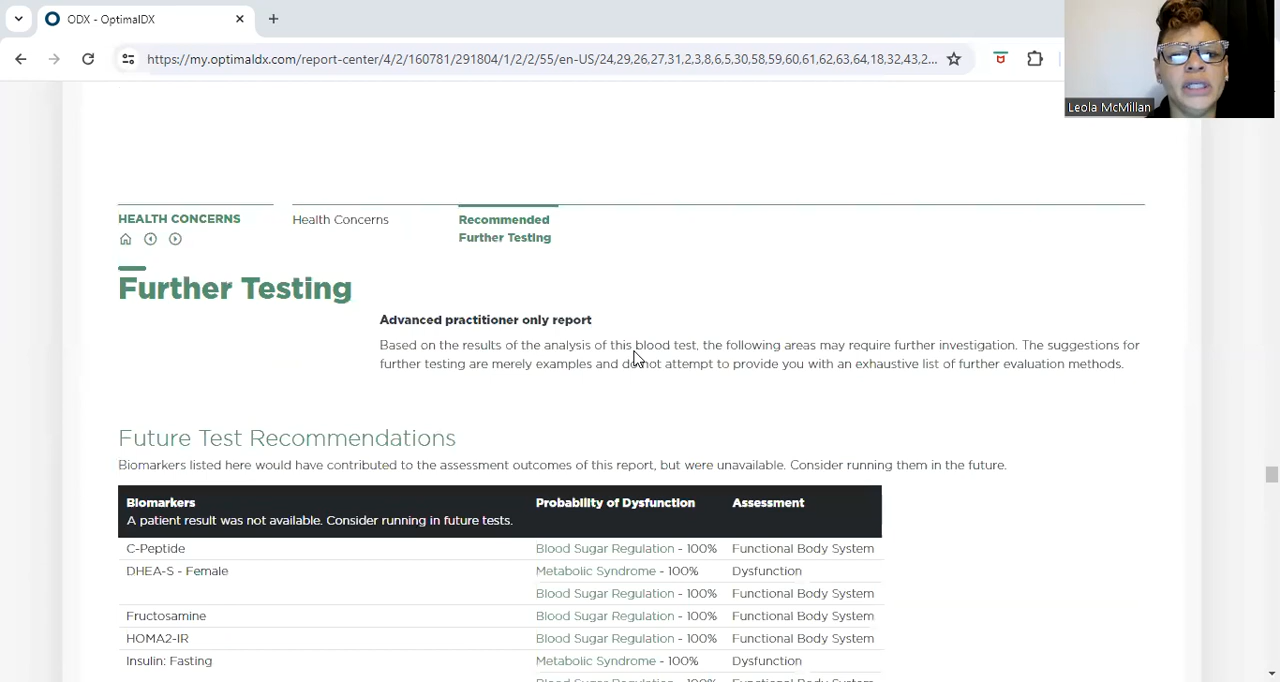 ODX - OptimalDX
https://my.optimaldx.com/report-center/4/2/160781/291504/1/2/2/55/en-US/24,29,26,27,31,2,3,8,6,5,30,58,59,60,61,62,63,64,18,32,43,2...
Leola McMillan
HEALTH CONCERNS
Health Concerns
Recommended
Further Testing
Further Testing
Advanced practitioner only report
Based on the results of the analysis of this blood test, the following areas may require further investigation. The suggestions for
further testing are merely examples and do not attempt to provide you with an exhaustive list of further evaluation methods.
Future Test Recommendations
Biomarkers listed here would have contributed to the assessment outcomes of this report, but were unavailable. Consider running them in the future.
Biomarkers Probability of Dysfunction Assessment
A patient result was not available. Consider running in future tests.
C-Peptide Blood Sugar Regulation - 100% Functional Body System
DHEA-S - Female Metabolic Syndrome - 100% Dysfunction
Blood Sugar Regulation - 100% Functional Body System
Fructosamine Blood Sugar Regulation - 100% Functional Body System
HOMA2-IR Blood Sugar Regulation - 100% Functional Body System
Insulin: Fasting Metabolic Syndrome - 100% Dysfunction
Blood Sugar Regulation - 100% Functional Body System